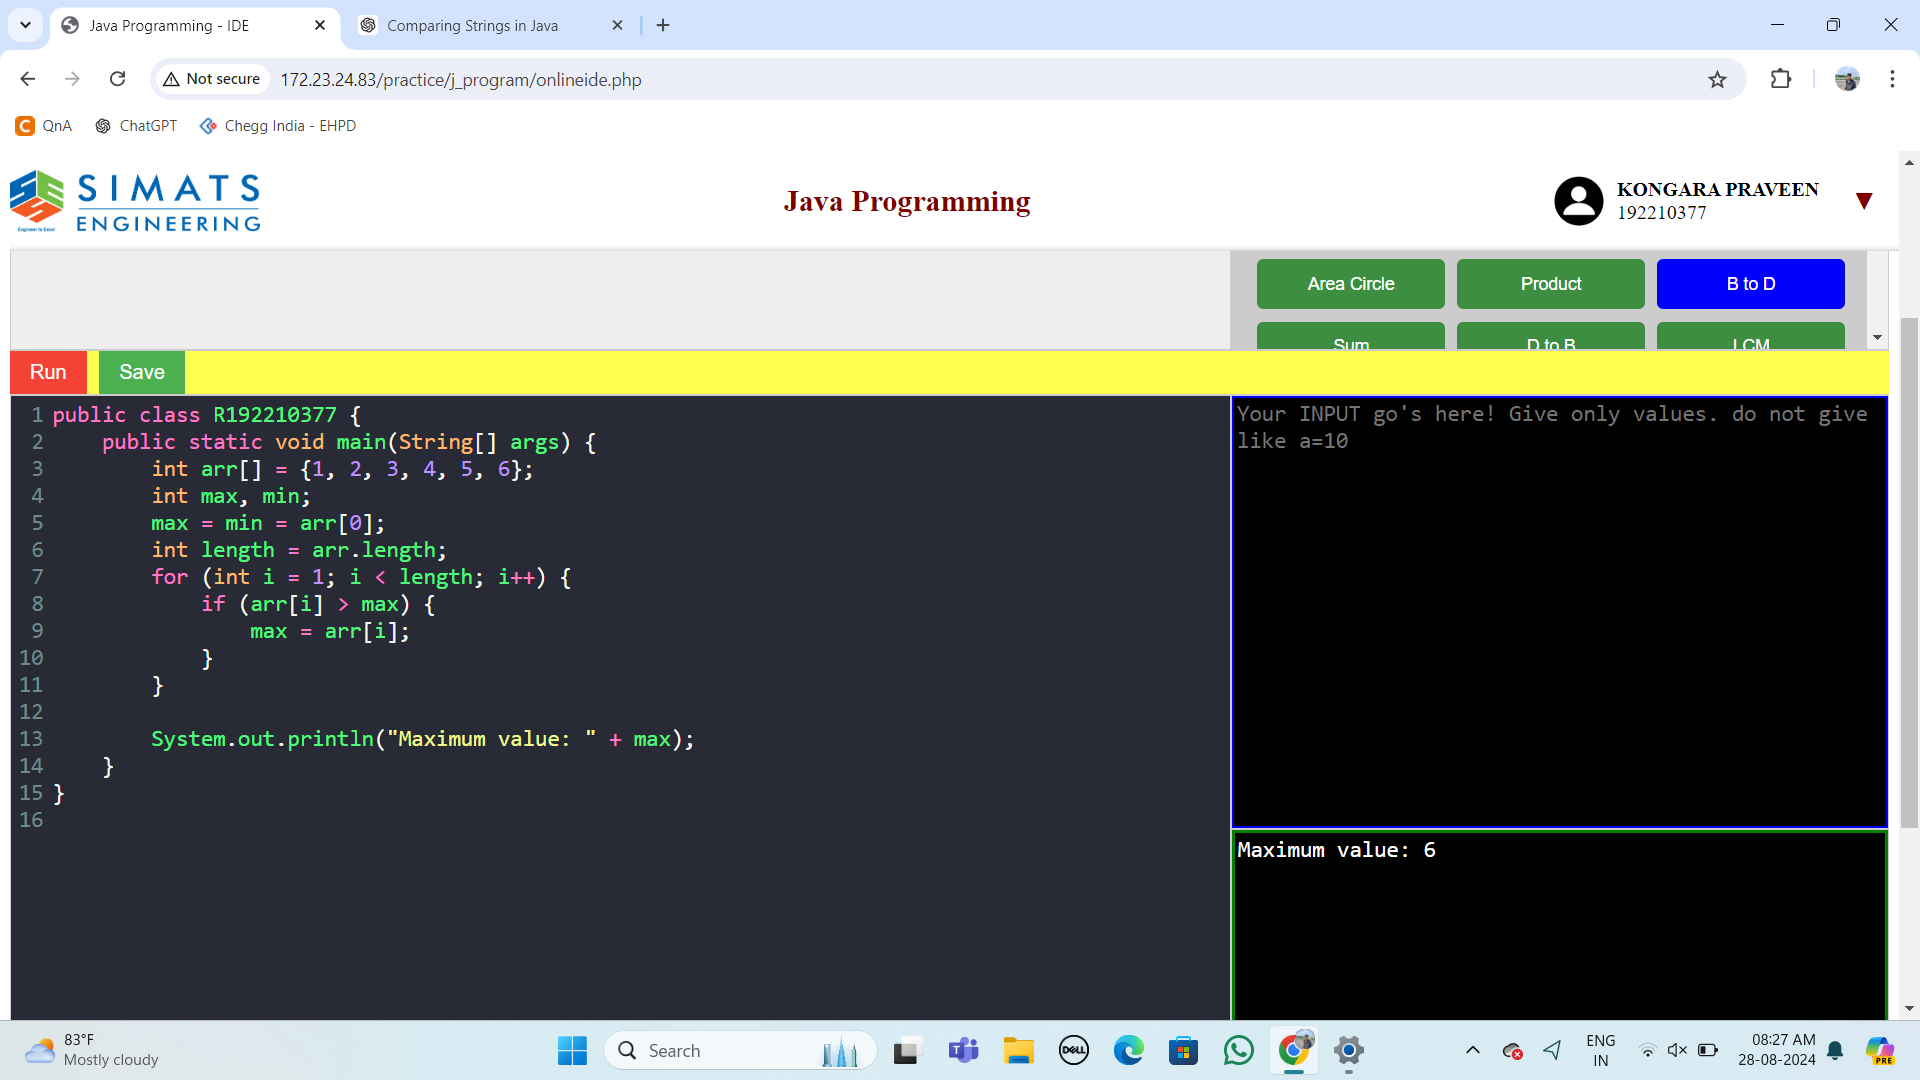 Java Programming - IDE
Comparing Strings in Java
Not secure
172.23.24.83/practice/j_program/onlineide.php
QnA
ChatGPT
Chegg India - EHPD
SIMATS
ENGINEERING
Engineer to Excel
Java Programming
KONGARA PRAVEEN
192210377
Area Circle
Product
B to D
Sum
D to B
LCM
Run
Save
1 public class R192210377 {
2     public static void main(String[] args) {
3         int arr[] = {1, 2, 3, 4, 5, 6};
4         int max, min;
5         max = min = arr[0];
6         int length = arr.length;
7         for (int i = 1; i < length; i++) {
8             if (arr[i] > max) {
9                 max = arr[i];
10             }
11         }
12
13         System.out.println("Maximum value: " + max);
14     }
15 }
16
Your INPUT go's here! Give only values. do not give
like a=10
Maximum value: 6
83°F
Mostly cloudy
Search
DELL
ENG
IN
08:27 AM
28-08-2024
PRE